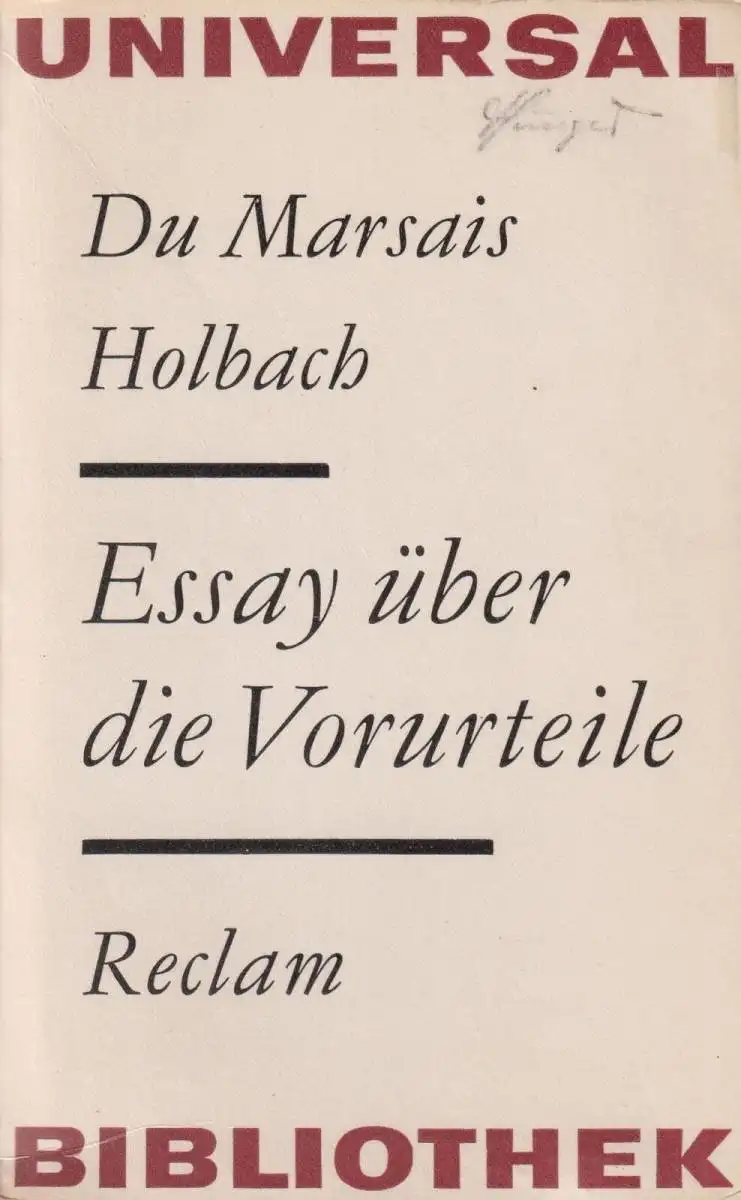 UNIVERSAL
Du Marsais
Holbach
Essay über
die Vorurteile
Reclam
BIBLIOTHEK